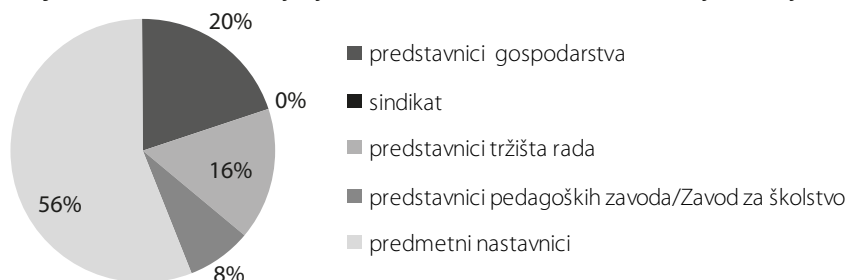 20%
0%
16%
8%
56%
predstavnici gospodarstva
sindikat
predstavnici tržišta rada
predstavnici pedagoških zavoda/Zavod za školstvo
predmetni nastavnici